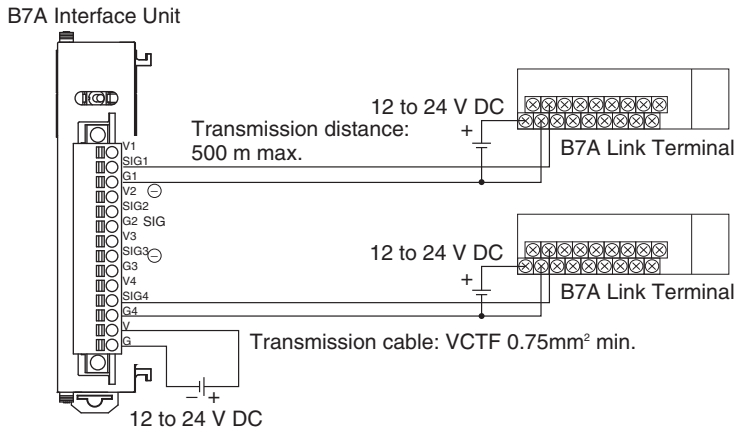 B7A Interface Unit
12 to 24 V DC
+
Transmission distance:
500 m max.
B7A Link Terminal
V1
SIG1
G1
V2 ⊖
SIG2
G2 SIG
V3
SIG3 ⊖
G3
V4
SIG4
G4
V
G
12 to 24 V DC
+
B7A Link Terminal
Transmission cable: VCTF 0.75mm² min.
– +
12 to 24 V DC